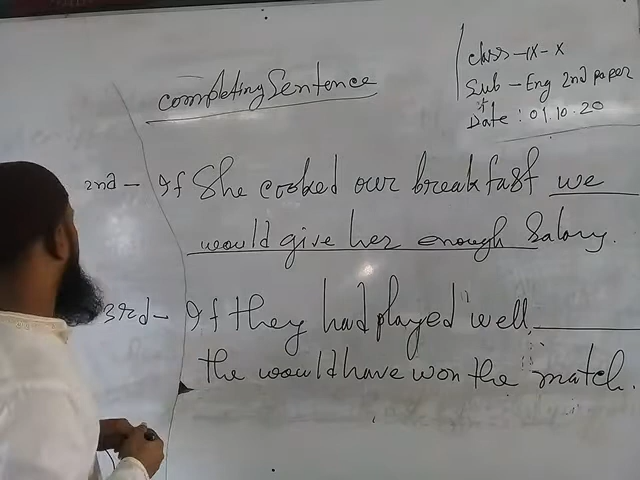 Completing Sentence
Class - IX - X
Sub - Eng 2nd paper
Date : 01.10.20
2nd - If She cooked our breakfast we
would give her enough Salary.
3rd - If they had played well
the would have won the match.